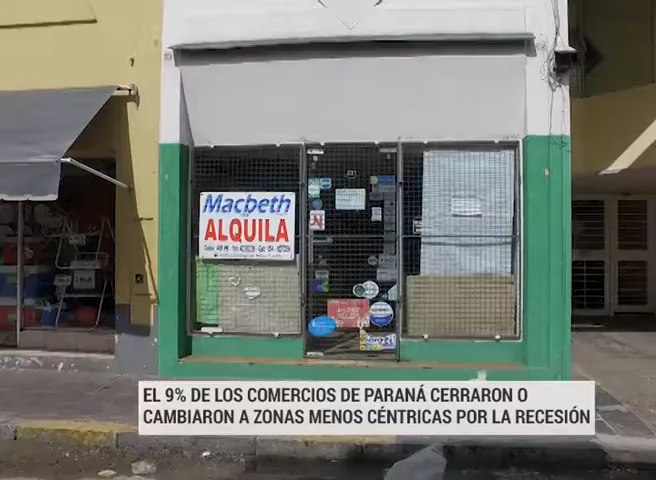 Macbeth
ALQUILA
EL 9% DE LOS COMERCIOS DE PARANÁ CERRARON O
CAMBIARON A ZONAS MENOS CÉNTRICAS POR LA RECESIÓN